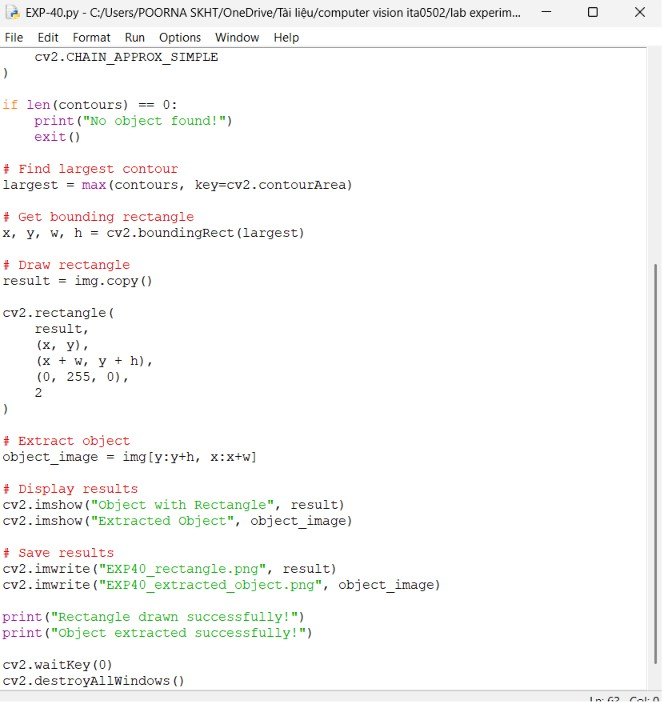 EXP-40.py - C:/Users/POORNA SKHT/OneDrive/Tài liệu/computer vision ita0502/lab experim...
File Edit Format Run Options Window Help
    cv2.CHAIN_APPROX_SIMPLE
)

if len(contours) == 0:
    print("No object found!")
    exit()

# Find largest contour
largest = max(contours, key=cv2.contourArea)

# Get bounding rectangle
x, y, w, h = cv2.boundingRect(largest)

# Draw rectangle
result = img.copy()

cv2.rectangle(
    result,
    (x, y),
    (x + w, y + h),
    (0, 255, 0),
    2
)

# Extract object
object_image = img[y:y+h, x:x+w]

# Display results
cv2.imshow("Object with Rectangle", result)
cv2.imshow("Extracted Object", object_image)

# Save results
cv2.imwrite("EXP40_rectangle.png", result)
cv2.imwrite("EXP40_extracted_object.png", object_image)

print("Rectangle drawn successfully!")
print("Object extracted successfully!")

cv2.waitKey(0)
cv2.destroyAllWindows()
Ln: 63 Col: 0